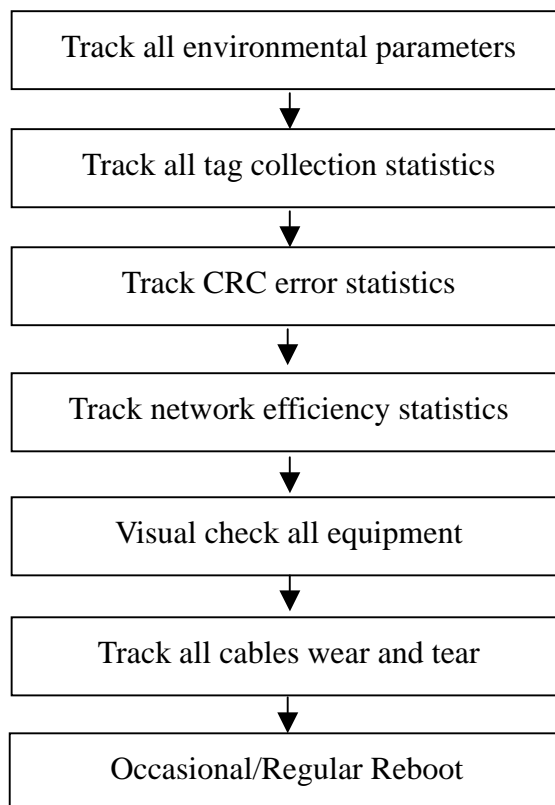 Track all environmental parameters
Track all tag collection statistics
Track CRC error statistics
Track network efficiency statistics
Visual check all equipment
Track all cables wear and tear
Occasional/Regular Reboot